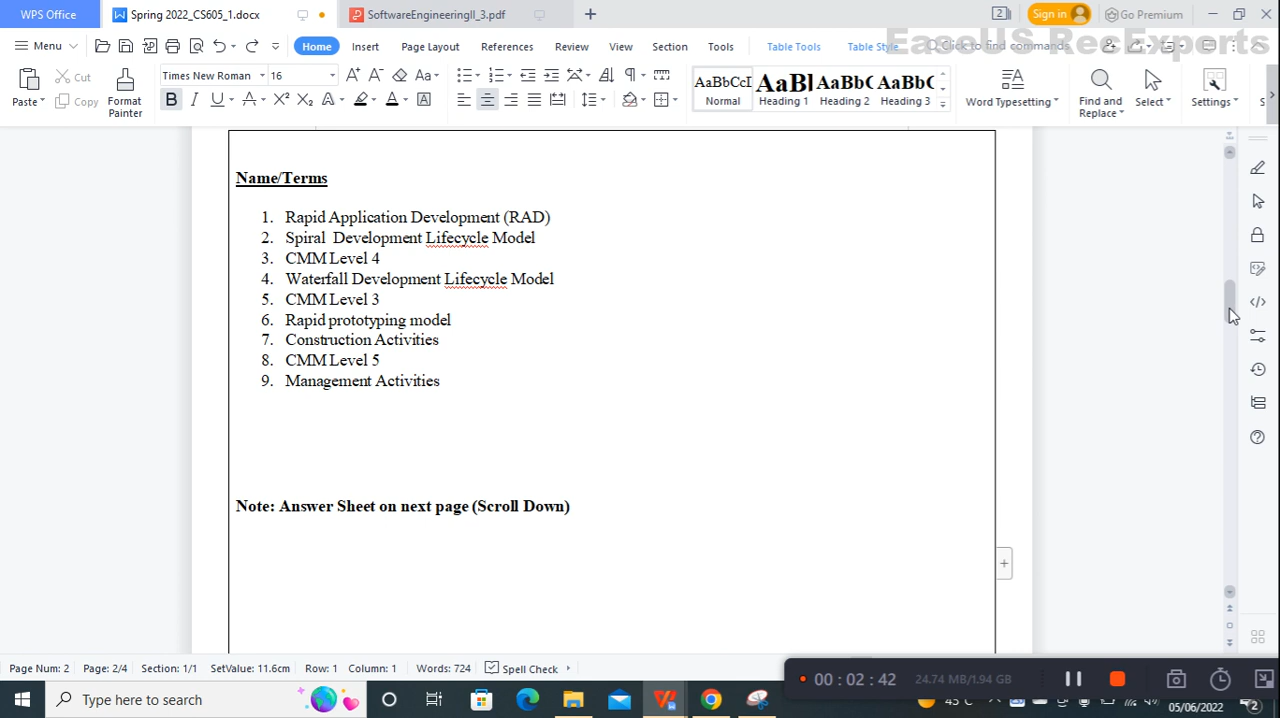 WPS Office
Spring 2022_CS605_1.docx
SoftwareEngineeringII_3.pdf
Sign in
Go Premium
EaseUS RecExperts
Menu
Home
Insert
Page Layout
References
Review
View
Section
Tools
Table Tools
Table Style
Click to find commands
Paste
Cut
Copy
Format Painter
Times New Roman
16
AaBbCcD
Normal
AaBl
Heading 1
AaBbC
Heading 2
AaBbC
Heading 3
Word Typesetting
Find and Replace
Select
Settings
Name/Terms
1. Rapid Application Development (RAD)
2. Spiral Development Lifecycle Model
3. CMM Level 4
4. Waterfall Development Lifecycle Model
5. CMM Level 3
6. Rapid prototyping model
7. Construction Activities
8. CMM Level 5
9. Management Activities
Note: Answer Sheet on next page (Scroll Down)
Page Num: 2 Page: 2/4 Section: 1/1 SetValue: 11.6cm Row: 1 Column: 1 Words: 724 Spell Check
00 : 02 : 42 24.74 MB/1.94 GB
Type here to search
45°C
05/06/2022
2